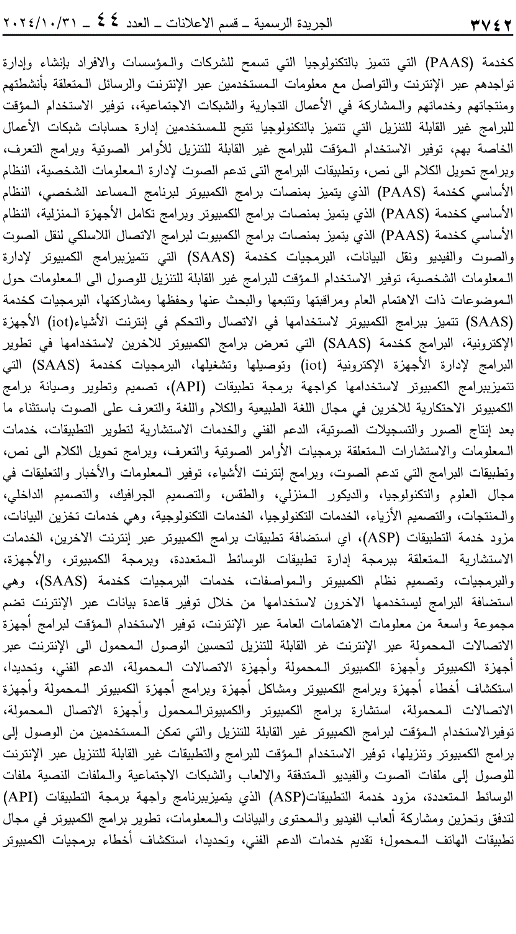 ٣٧٤٢ الجريدة الرسمية ــ قسم الاعلانات ــ العدد ٤٤ ــ ٢٠٢٤/١٠/٣١
كخدمة (PAAS) التي تتميز بالتكنولوجيا التي تسمح للشركات والمؤسسات والافراد بإنشاء وإدارة
تواجدهم عبر الإنترنت والتواصل مع معلومات المستخدمين عبر الإنترنت والرسائل المتعلقة بأنشطتهم
ومنتجاتهم وخدماتهم والمشاركة في الأعمال التجارية والشبكات الاجتماعية،، توفير الاستخدام المؤقت
للبرامج غير القابلة للتنزيل التي تتميز بالتكنولوجيا تتيح للمستخدمين إدارة حسابات شبكات الأعمال
الخاصة بهم، توفير الاستخدام المؤقت للبرامج غير القابلة للتنزيل للأوامر الصوتية وبرامج التعرف،
وبرامج تحويل الكلام الى نص، وتطبيقات البرامج التى تدعم الصوت لإدارة المعلومات الشخصية، النظام
الأساسي كخدمة (PAAS) الذي يتميز بمنصات برامج الكمبيوتر لبرنامج المساعد الشخصي، النظام
الأساسي كخدمة (PAAS) الذي يتميز بمنصات برامج الكمبيوتر وبرامج تكامل الأجهزة المنزلية، النظام
الأساسي كخدمة (PAAS) الذي يتميز بمنصات برامج الكمبيوت لبرامج الاتصال اللاسلكي لنقل الصوت
والصوت والفيديو ونقل البيانات، البرمجيات كخدمة (SAAS) التي تتميزببرامج الكمبيوتر لإدارة
المعلومات الشخصية، توفير الاستخدام المؤقت للبرامج غير القابلة للتنزيل للوصول الى المعلومات حول
الموضوعات ذات الاهتمام العام ومراقبتها وتتبعها والبحث عنها وحفظها ومشاركتها، البرمجيات كخدمة
(SAAS) تتميز ببرامج الكمبيوتر لاستخدامها في الاتصال والتحكم في إنترنت الأشياء(iot) الأجهزة
الإكترونية، البرامج كخدمة (SAAS) التي تعرض برامج الكمبيوتر للاخرين لاستخدامها في تطوير
البرامج لإدارة الأجهزة الإكترونية (iot) وتوصيلها وتشغيلها، البرمجيات كخدمة (SAAS) التي
تتميزببرامج الكمبيوتر لاستخدامها كواجهة برمجة تطبيقات (API)، تصميم وتطوير وصيانة برامج
الكمبيوتر الاحتكارية للاخرين في مجال اللغة الطبيعية والكلام واللغة والتعرف على الصوت باستثناء ما
بعد إنتاج الصور والتسجيلات الصوتية، الدعم الفني والخدمات الاستشارية لتطوير التطبيقات، خدمات
المعلومات والاستشارات المتعلقة برمجيات الأوامر الصوتية والتعرف، وبرامج تحويل الكلام الى نص،
وتطبيقات البرامج التي تدعم الصوت، وبرامج إنترنت الأشياء، توفير المعلومات والأخبار والتعليقات في
مجال العلوم والتكنولوجيا، والديكور المنزلي، والطقس، والتصميم الجرافيك، والتصميم الداخلي،
والمنتجات، والتصميم الأزياء، الخدمات التكنولوجيا، الخدمات التكنولوجية، وهي خدمات تخزين البيانات،
مزود خدمة التطبيقات (ASP)، اي استضافة تطبيقات برامج الكمبيوتر عبر إنترنت الاخرين، الخدمات
الاستشارية المتعلقة ببرمجة إدارة تطبيقات الوسائط المتعددة، وبرمجة الكمبيوتر، والأجهزة،
والبرمجيات، وتصميم نظام الكمبيوتر والمواصفات، خدمات البرمجيات كخدمة (SAAS)، وهي
استضافة البرامج ليستخدمها الاخرون لاستخدامها من خلال توفير قاعدة بيانات عبر الإنترنت تضم
مجموعة واسعة من معلومات الاهتمامات العامة عبر الإنترنت، توفير الاستخدام المؤقت لبرامج أجهزة
الاتصالات المحمولة عبر الإنترنت غر القابلة للتنزيل لتحسين الوصول المحمول الى الإنترنت عبر
أجهزة الكمبيوتر وأجهزة الكمبيوتر المحمولة وأجهزة الاتصالات المحمولة، الدعم الفني، وتحديدا،
استكشاف أخطاء أجهزة وبرامج الكمبيوتر ومشاكل أجهزة وبرامج أجهزة الكمبيوتر المحمولة وأجهزة
الاتصالات المحمولة، استشارة برامج الكمبيوتر والكمبيوترالمحمول وأجهزة الاتصال المحمولة،
توفيرالاستخدام المؤقت لبرامج الكمبيوتر غير القابلة للتنزيل والتي تمكن المستخدمين من الوصول إلى
برامج الكمبيوتر وتنزيلها، توفير الاستخدام المؤقت للبرامج والتطبيقات غير القابلة للتنزيل عبر الإنترنت
للوصول إلى ملفات الصوت والفيديو المتدفقة والالعاب والشبكات الاجتماعية والملفات النصية ملفات
الوسائط المتعددة، مزود خدمة التطبيقات(ASP) الذي يتميزببرنامج واجهة برمجة التطبيقات (API)
لتدفق وتخزين ومشاركة ألعاب الفيديو والمحتوى والبيانات والمعلومات، تطوير برامج الكمبيوتر في مجال
تطبيقات الهاتف المحمول؛ تقديم خدمات الدعم الفني، وتحديدا، استكشاف أخطاء برمجيات الكمبيوتر